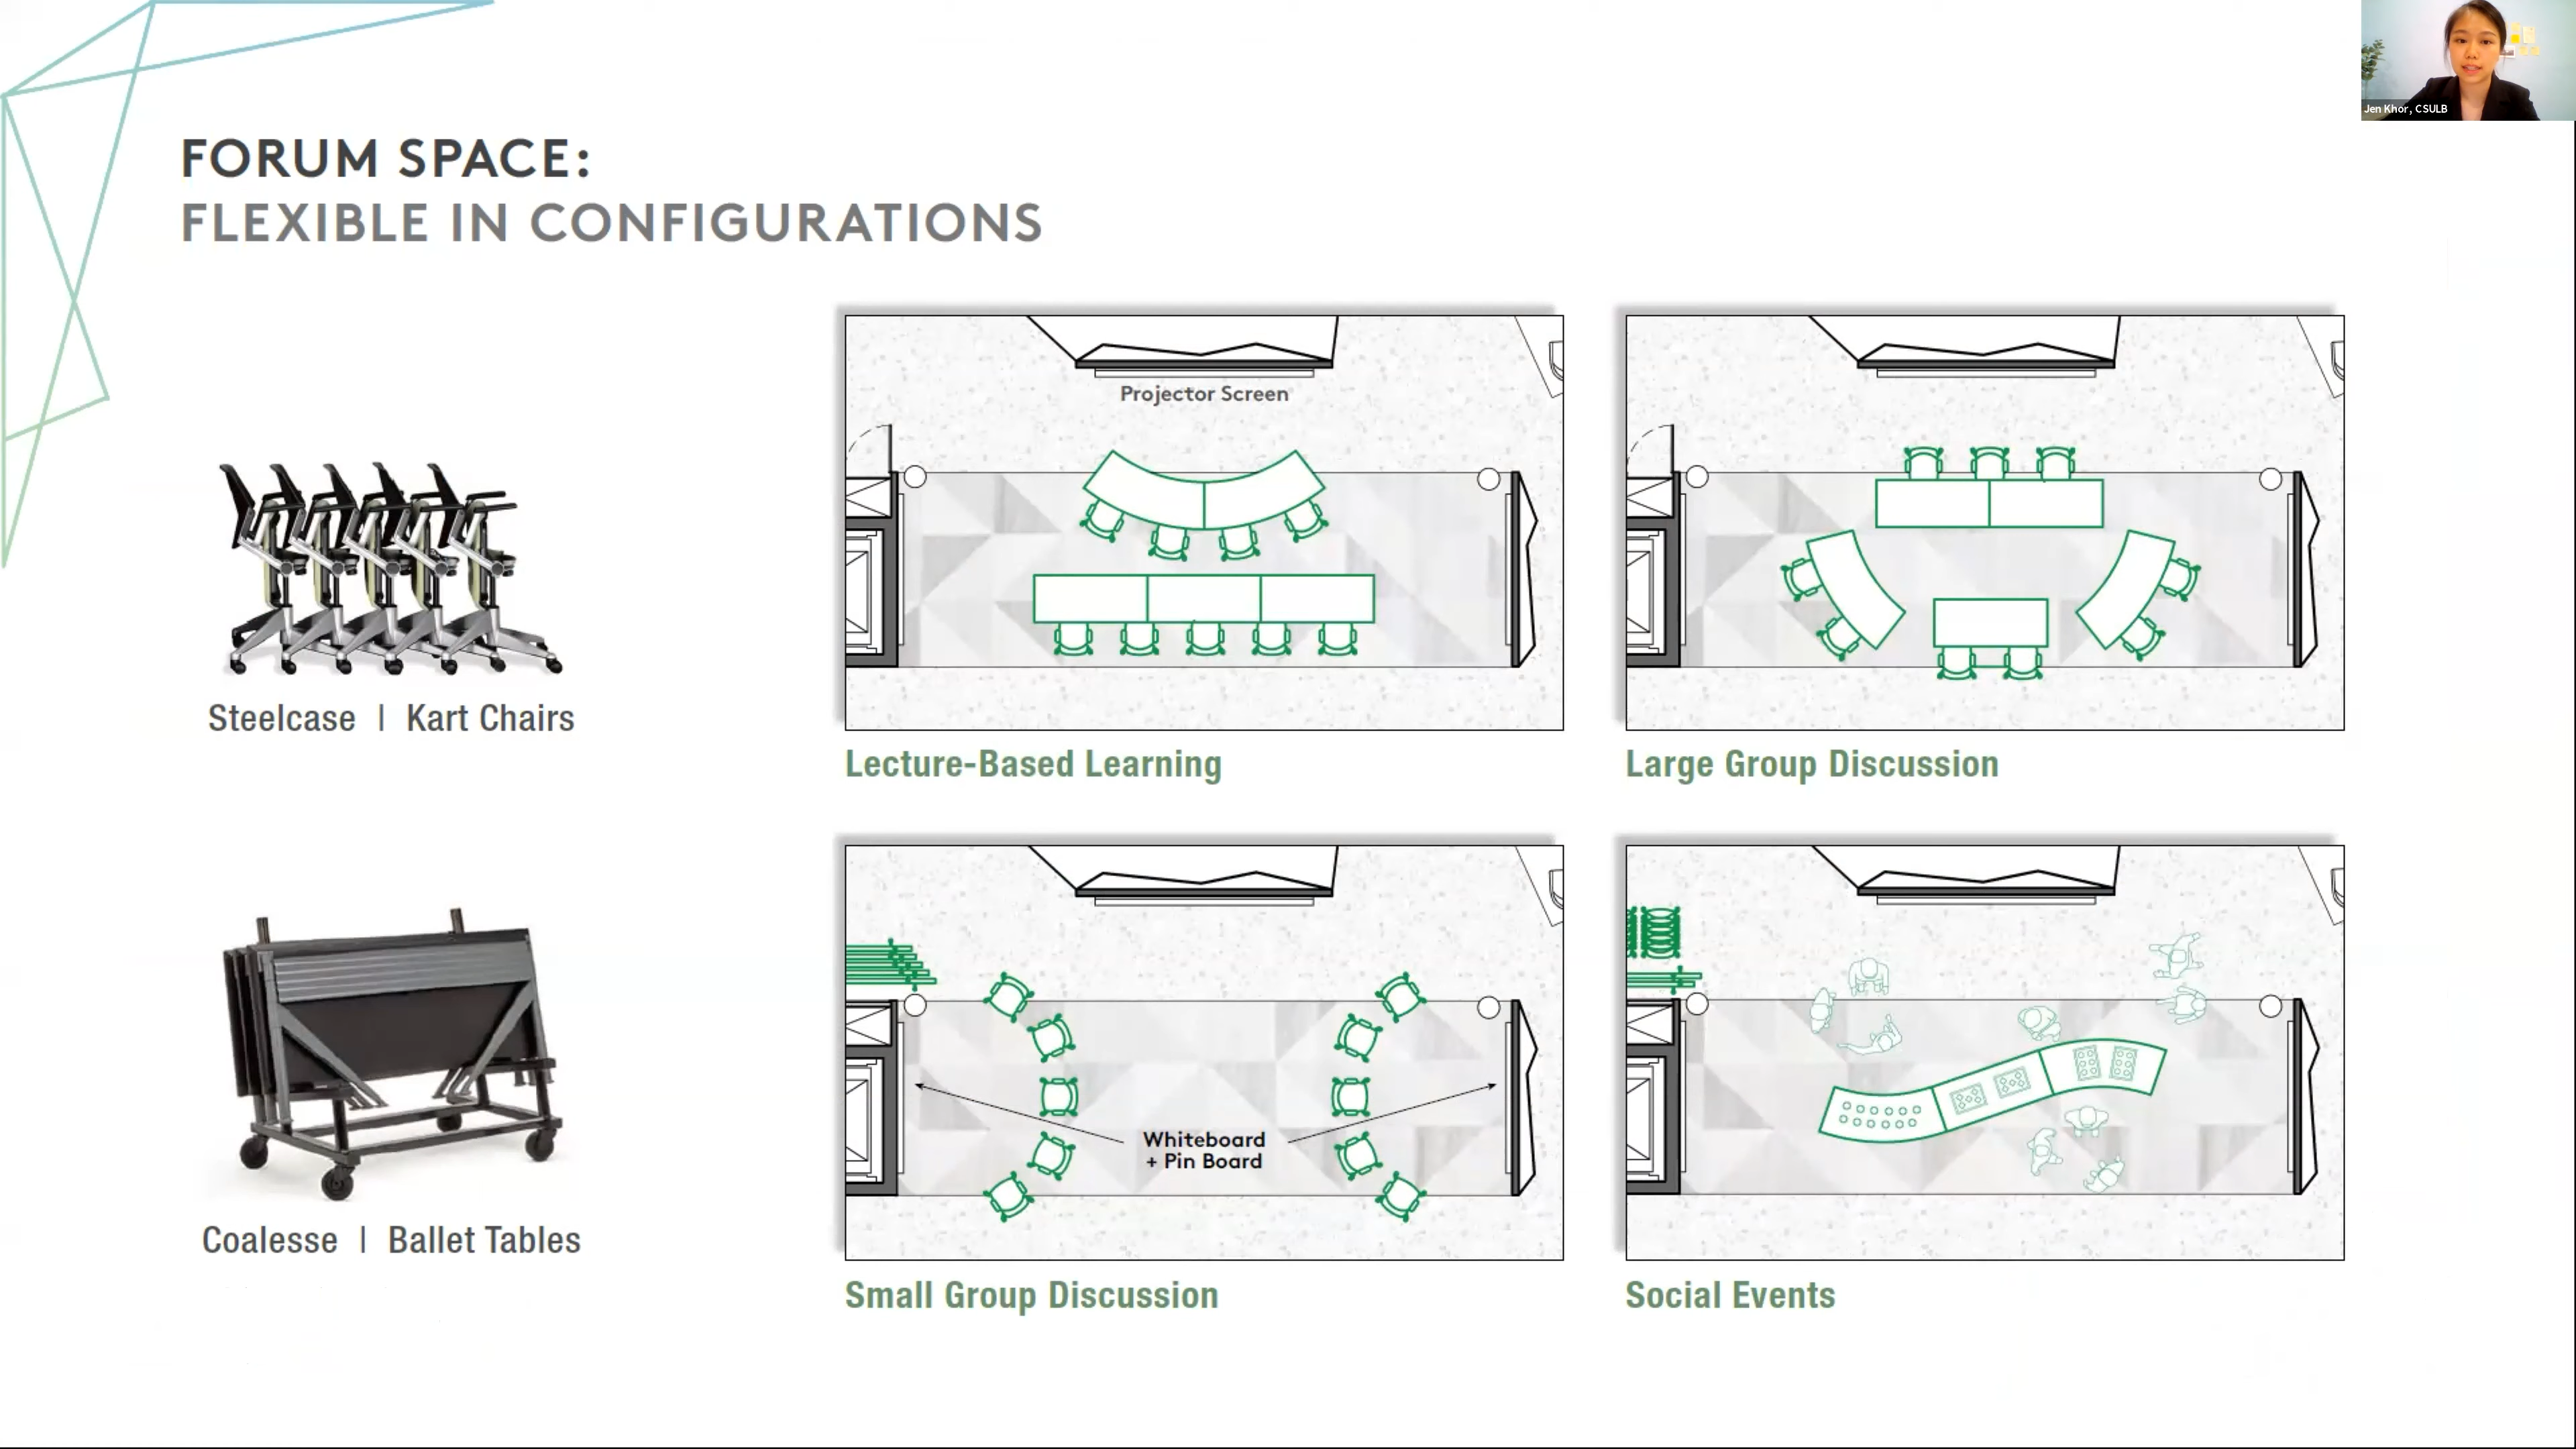 Jen Khor, CSULB
FORUM SPACE:
FLEXIBLE IN CONFIGURATIONS
Steelcase | Kart Chairs
Coalesse | Ballet Tables
Projector Screen
Lecture-Based Learning
Large Group Discussion
Whiteboard
+ Pin Board
Small Group Discussion
Social Events